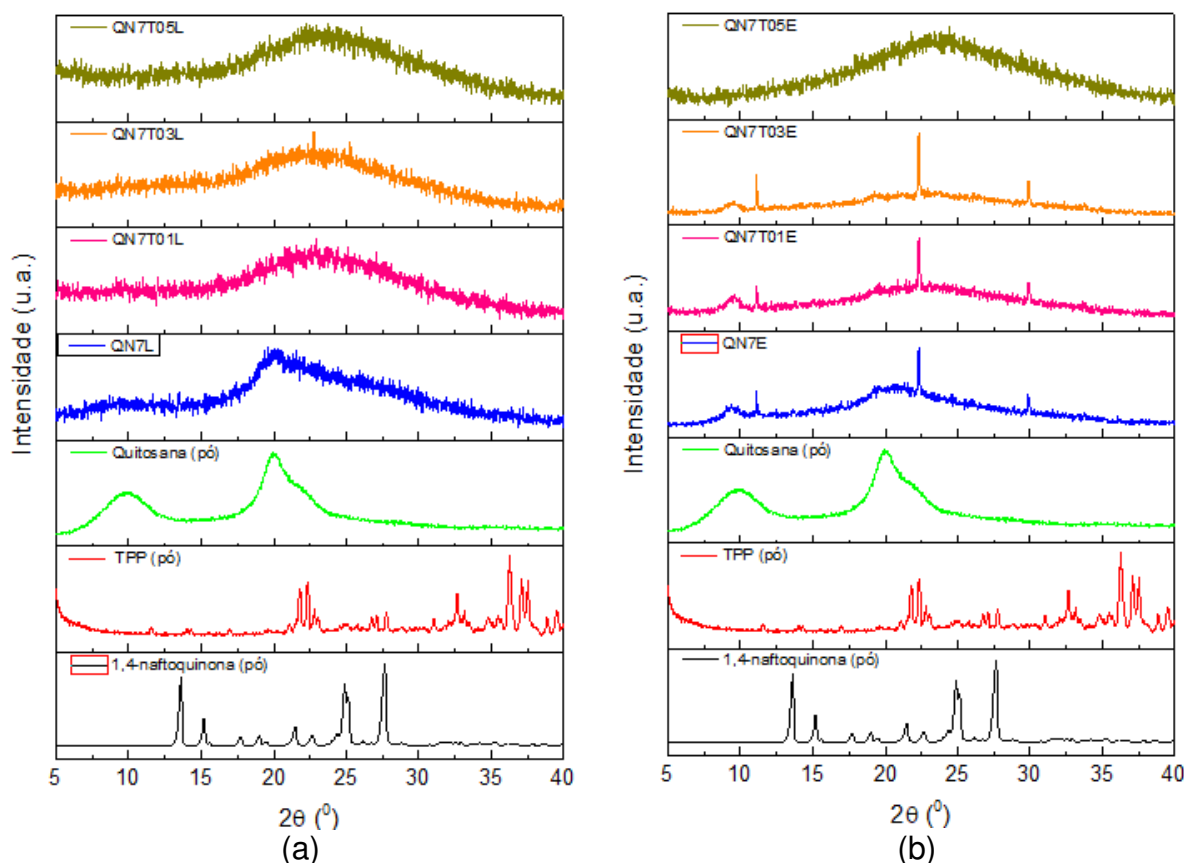 QN7T05L
QN7T03L
QN7T01L
QN7L
Quitosana (pó)
TPP (pó)
1,4-naftoquinona (pó)
Intensidade (u.a.)
5 10 15 20 25 30 35 40
2θ (⁰)
(a)
QN7T05E
QN7T03E
QN7T01E
QN7E
Quitosana (pó)
TPP (pó)
1,4-naftoquinona (pó)
Intensidade (u.a.)
5 10 15 20 25 30 35 40
2θ (⁰)
(b)